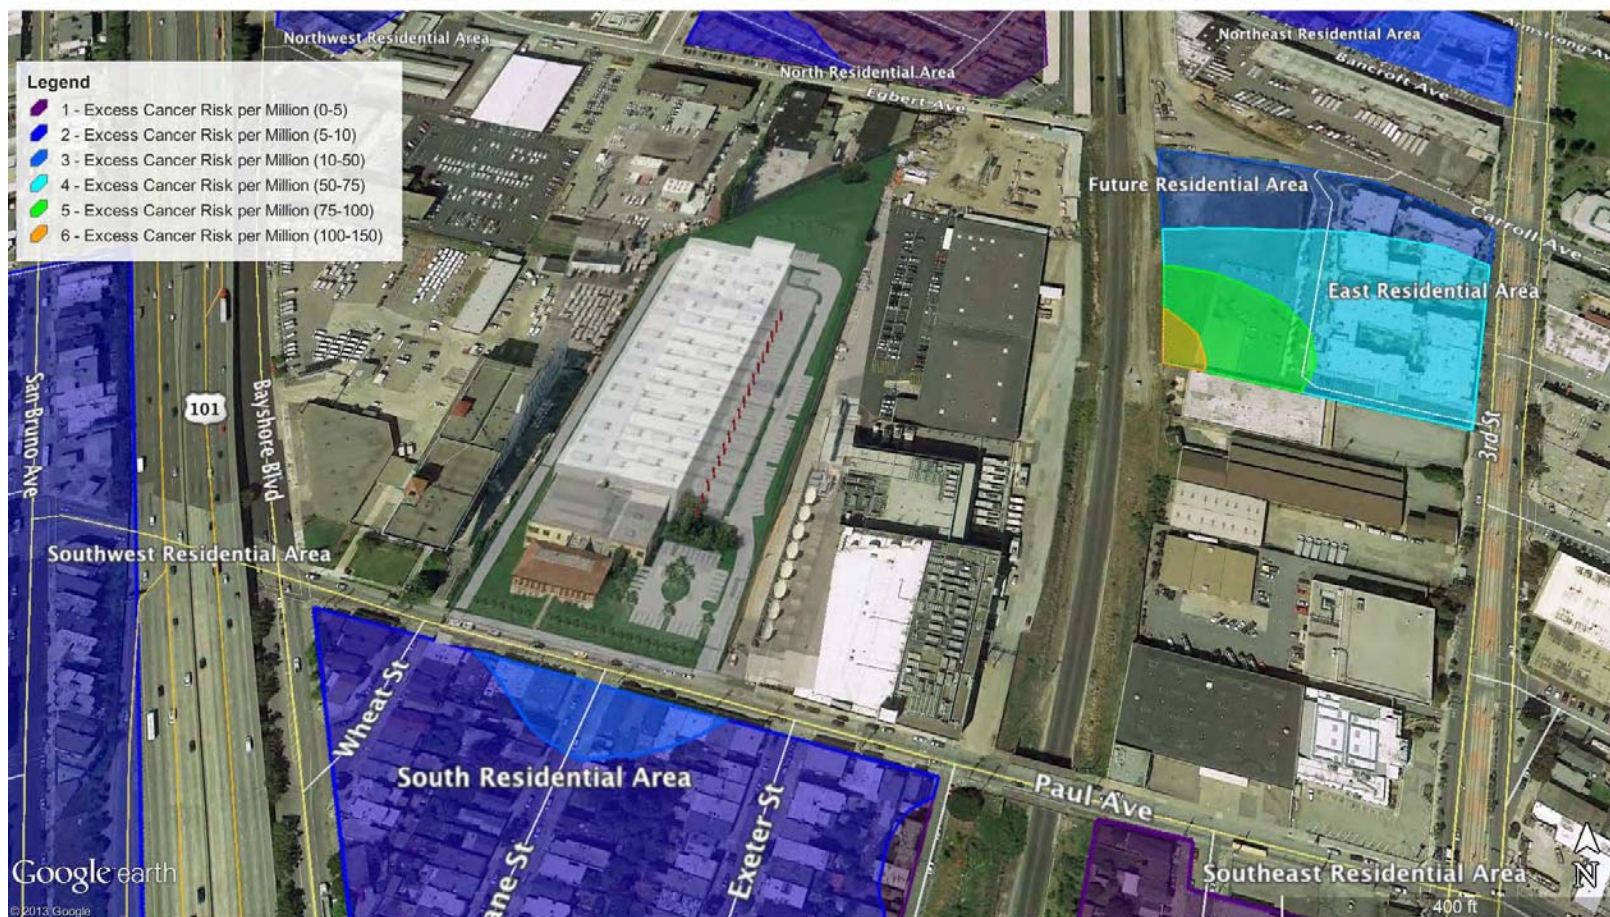 Northwest Residential Area
North Residential Area
Northeast Residential Area
Armstrong Av
Bancroft Ave
Egbert Ave
Legend
1 - Excess Cancer Risk per Million (0-5)
2 - Excess Cancer Risk per Million (5-10)
3 - Excess Cancer Risk per Million (10-50)
4 - Excess Cancer Risk per Million (50-75)
5 - Excess Cancer Risk per Million (75-100)
6 - Excess Cancer Risk per Million (100-150)
Future Residential Area
Carroll Ave
East Residential Area
San Bruno Ave
101
Bayshore Blvd
3rd St
Southwest Residential Area
Wheat St
South Residential Area
Paul Ave
Exeter St
ane St
Southeast Residential Area
N
Google earth
400 ft
© 2013 Google